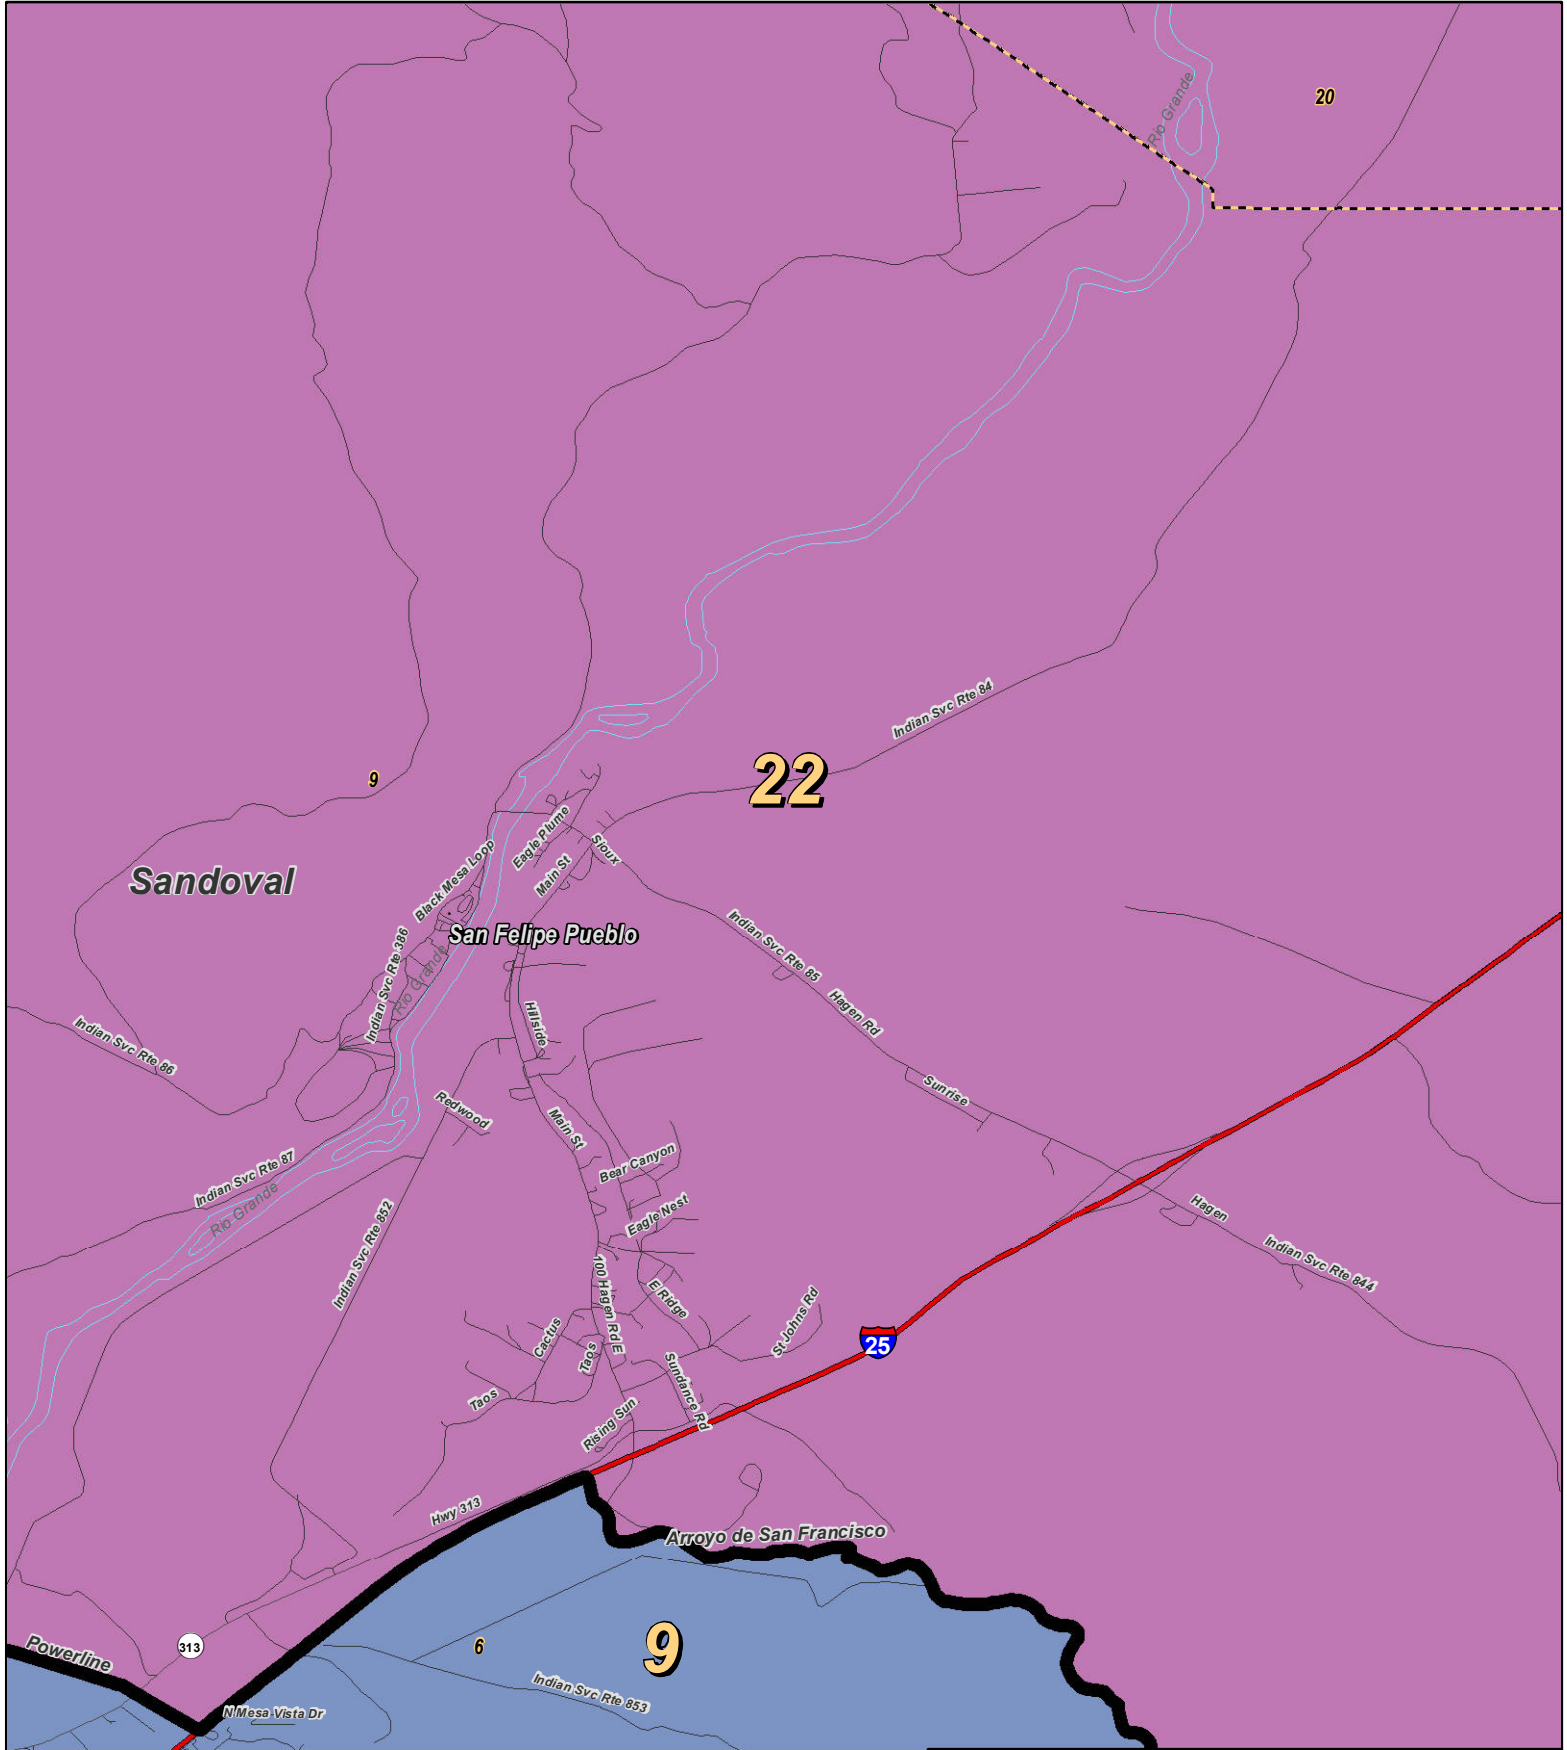 Rio Grande
20
Indian Svc Rte 84
22
9
Eagle Plume
Sioux
Black Mesa Loop
Main St
Sandoval
San Felipe Pueblo
Indian Svc Rte 386
Rio Grande
Indian Svc Rte 85
Hagen Rd
Hillside
Indian Svc Rte 86
Sunrise
Redwood
Main St
Bear Canyon
Indian Svc Rte 87
Rio Grande
Eagle Nest
Hagen
Indian Svc Rte 852
Indian Svc Rte 844
100 Hagen Rd E
E Ridge
St Johns Rd
Cactus
Taos
25
Sundance Rd
Taos
Rising Sun
Hwy 313
Arroyo de San Francisco
Powerline
313
6
9
Indian Svc Rte 853
N Mesa Vista Dr